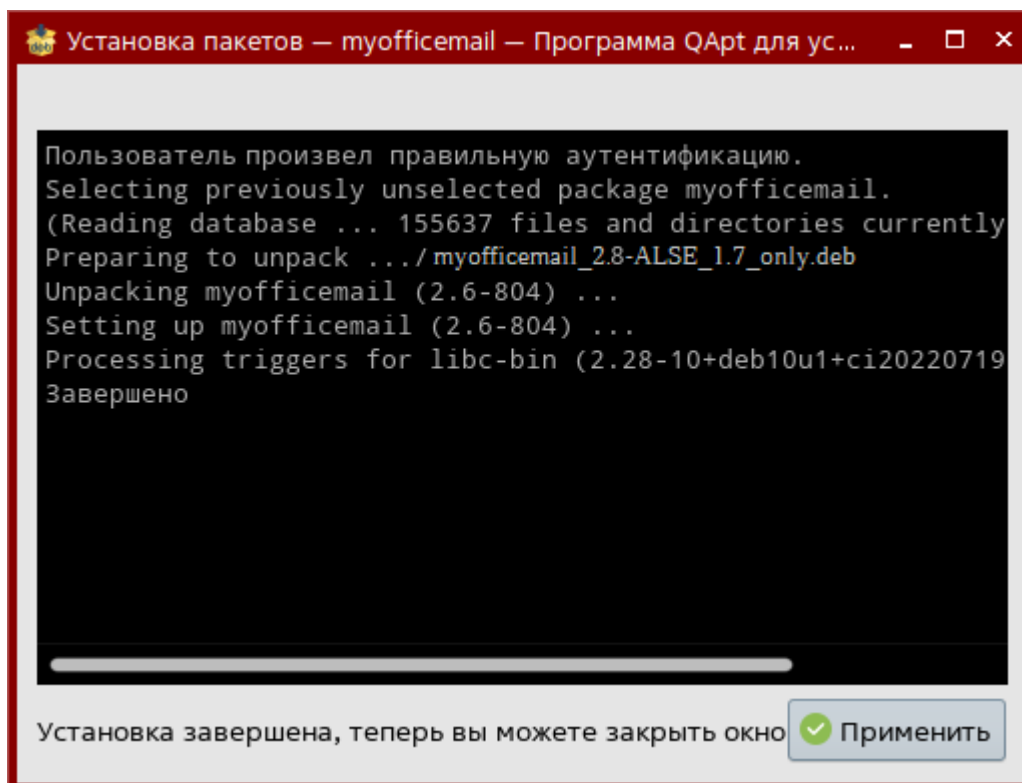 Установка пакетов — myofficemail — Программа QApt для ус...
Пользователь произвел правильную аутентификацию.
Selecting previously unselected package myofficemail.
(Reading database ... 155637 files and directories currently
Preparing to unpack .../myofficemail_2.8-ALSE_1.7_only.deb
Unpacking myofficemail (2.6-804) ...
Setting up myofficemail (2.6-804) ...
Processing triggers for libc-bin (2.28-10+deb10u1+ci20220719
Завершено
Установка завершена, теперь вы можете закрыть окно
Применить